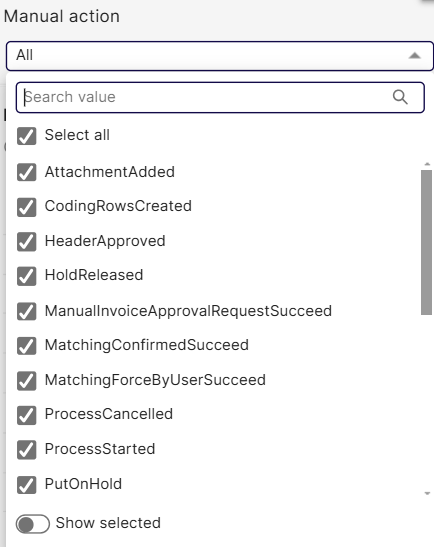 Manual action
All
Search value
Select all
AttachmentAdded
CodingRowsCreated
HeaderApproved
HoldReleased
ManualInvoiceApprovalRequestSucceed
MatchingConfirmedSucceed
MatchingForceByUserSucceed
ProcessCancelled
ProcessStarted
PutOnHold
Show selected